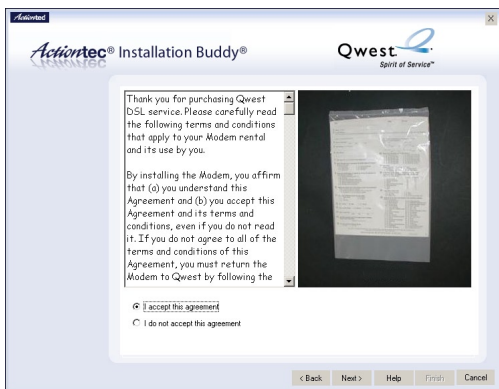 Actiontec
Actiontec® Installation Buddy®
Qwest
Spirit of Service™
Thank you for purchasing Qwest
DSL service. Please carefully read
the following terms and conditions
that apply to your Modem rental
and its use by you.
By installing the Modem, you affirm
that (a) you understand this
Agreement and (b) you accept this
Agreement and its terms and
conditions, even if you do not read
it. If you do not agree to all of the
terms and conditions of this
Agreement, you must return the
Modem to Qwest by following the
I accept this agreement
I do not accept this agreement
< Back
Next >
Help
Finish
Cancel